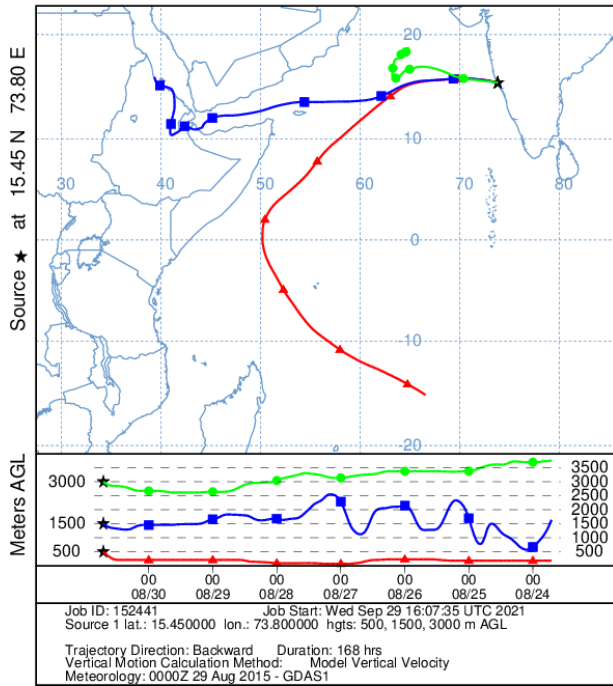 Source ★ at 15.45 N 73.80 E
20
10
30
40
50
60
70
80
0
-10
-20
Meters AGL
3000
1500
500
3500
3000
2500
2000
1500
1000
500
00 00 00 00 00 00 00
08/30 08/29 08/28 08/27 08/26 08/25 08/24
Job ID: 152441 Job Start: Wed Sep 29 16:07:35 UTC 2021
Source 1 lat.: 15.450000 lon.: 73.800000 hgts: 500, 1500, 3000 m AGL
Trajectory Direction: Backward Duration: 168 hrs
Vertical Motion Calculation Method: Model Vertical Velocity
Meteorology: 0000Z 29 Aug 2015 - GDAS1